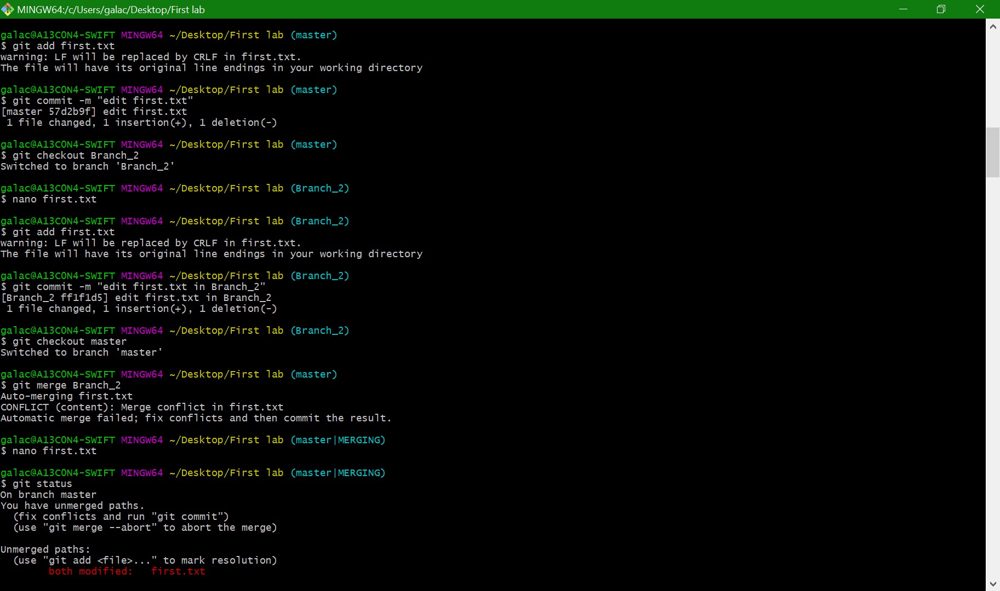 MINGW64:/c/Users/galac/Desktop/First lab
galac@A13CON4-SWIFT MINGW64 ~/Desktop/First lab (master)
$ git add first.txt
warning: LF will be replaced by CRLF in first.txt.
The file will have its original line endings in your working directory
galac@A13CON4-SWIFT MINGW64 ~/Desktop/First lab (master)
$ git commit -m "edit first.txt"
[master 57d2b9f] edit first.txt
 1 file changed, 1 insertion(+), 1 deletion(-)
galac@A13CON4-SWIFT MINGW64 ~/Desktop/First lab (master)
$ git checkout Branch_2
Switched to branch 'Branch_2'
galac@A13CON4-SWIFT MINGW64 ~/Desktop/First lab (Branch_2)
$ nano first.txt
galac@A13CON4-SWIFT MINGW64 ~/Desktop/First lab (Branch_2)
$ git add first.txt
warning: LF will be replaced by CRLF in first.txt.
The file will have its original line endings in your working directory
galac@A13CON4-SWIFT MINGW64 ~/Desktop/First lab (Branch_2)
$ git commit -m "edit first.txt in Branch_2"
[Branch_2 ff1f1d5] edit first.txt in Branch_2
 1 file changed, 1 insertion(+), 1 deletion(-)
galac@A13CON4-SWIFT MINGW64 ~/Desktop/First lab (Branch_2)
$ git checkout master
Switched to branch 'master'
galac@A13CON4-SWIFT MINGW64 ~/Desktop/First lab (master)
$ git merge Branch_2
Auto-merging first.txt
CONFLICT (content): Merge conflict in first.txt
Automatic merge failed; fix conflicts and then commit the result.
galac@A13CON4-SWIFT MINGW64 ~/Desktop/First lab (master|MERGING)
$ nano first.txt
galac@A13CON4-SWIFT MINGW64 ~/Desktop/First lab (master|MERGING)
$ git status
On branch master
You have unmerged paths.
  (fix conflicts and run "git commit")
  (use "git merge --abort" to abort the merge)
Unmerged paths:
  (use "git add <file>..." to mark resolution)
        both modified:   first.txt